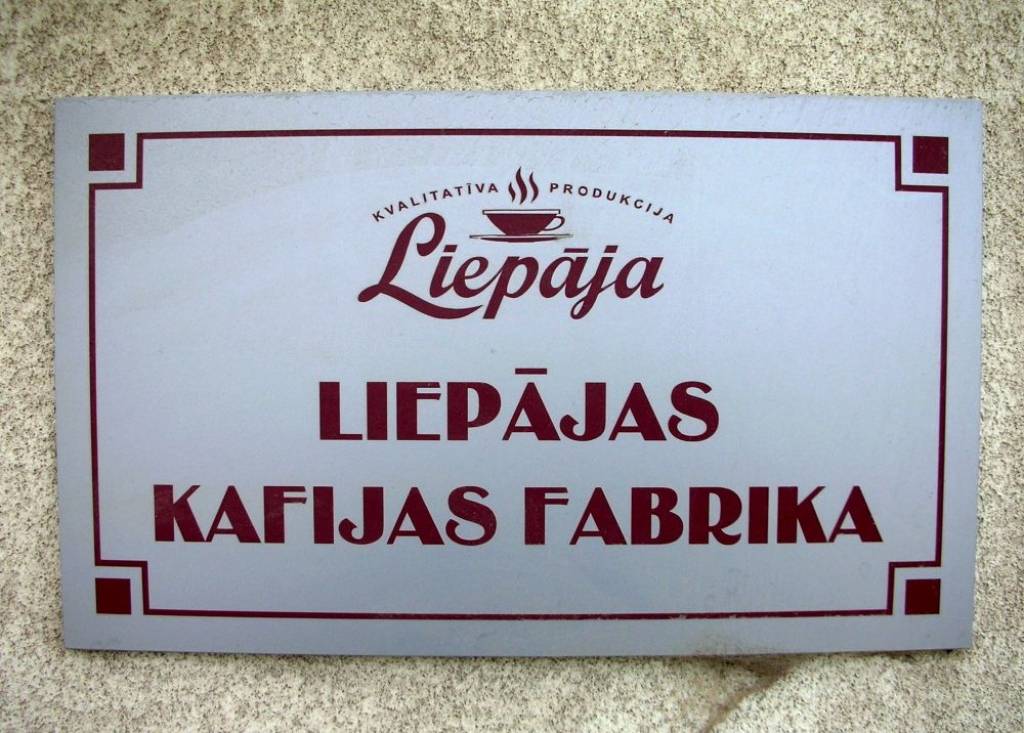 KVALITATĪVA PRODUKCIJA
Liepāja
LIEPĀJAS
KAFIJAS FABRIKA